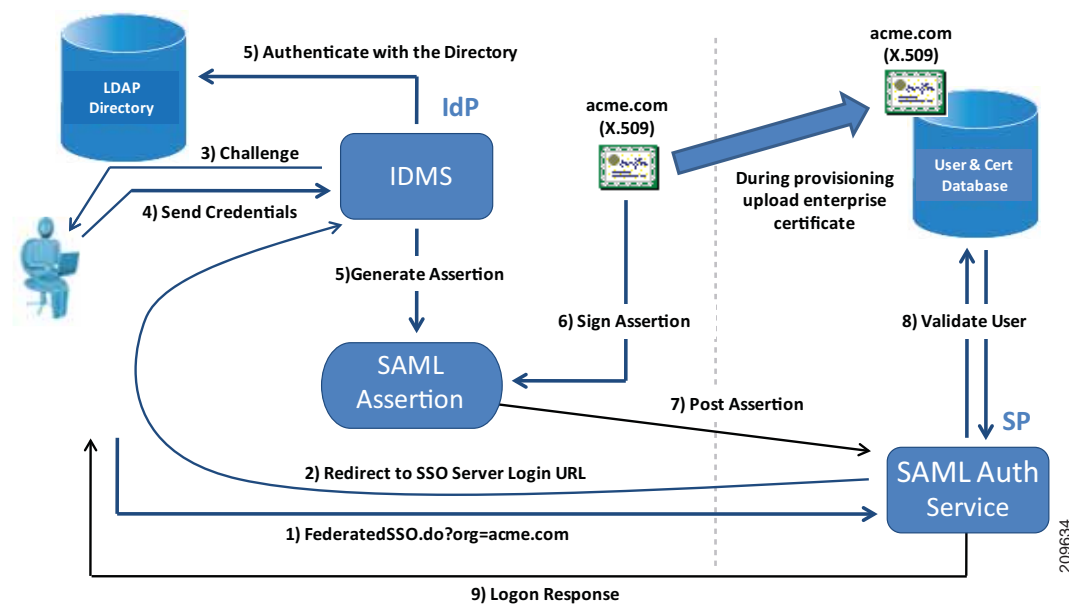 5) Authenticate with the Directory
LDAP
Directory
IdP
acme.com
(X.509)
acme.com
(X.509)
3) Challenge
IDMS
4) Send Credentials
During provisioning
upload enterprise
certificate
User & Cert
Database
5)Generate Assertion
6) Sign Assertion
8) Validate User
SAML
Assertion
7) Post Assertion
SP
2) Redirect to SSO Server Login URL
SAML Auth
Service
1) FederatedSSO.do?org=acme.com
9) Logon Response
209634